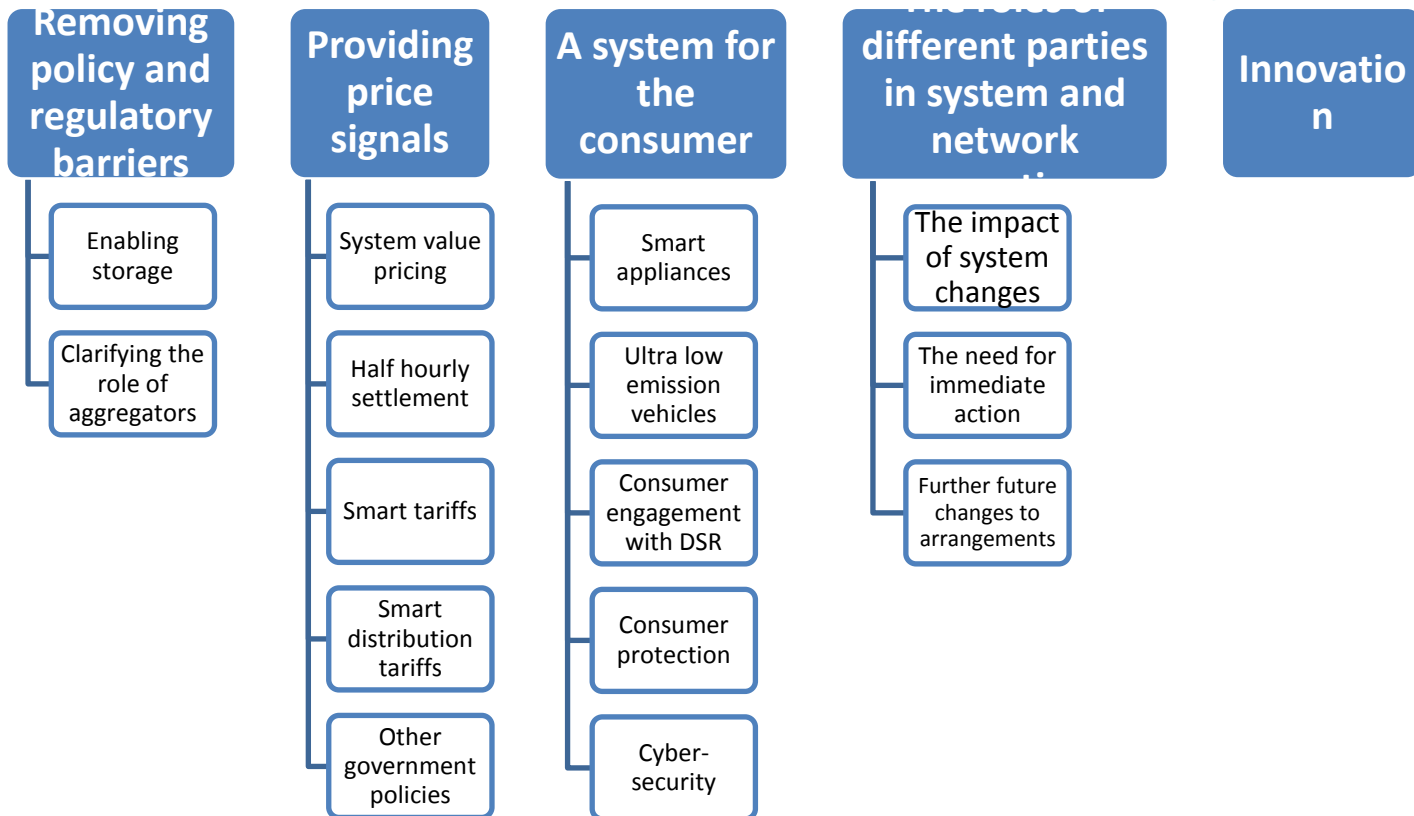 Removing
policy and
regulatory
barriers
Enabling
storage
Clarifying the
role of
aggregators
Providing
price
signals
System value
pricing
Half hourly
settlement
Smart tariffs
Smart
distribution
tariffs
Other
government
policies
A system for
the
consumer
Smart
appliances
Ultra low
emission
vehicles
Consumer
engagement
with DSR
Consumer
protection
Cyber-
security
The roles of
different parties
in system and
network
The impact
of system
changes
The need for
immediate
action
Further future
changes to
arrangements
Innovatio
n